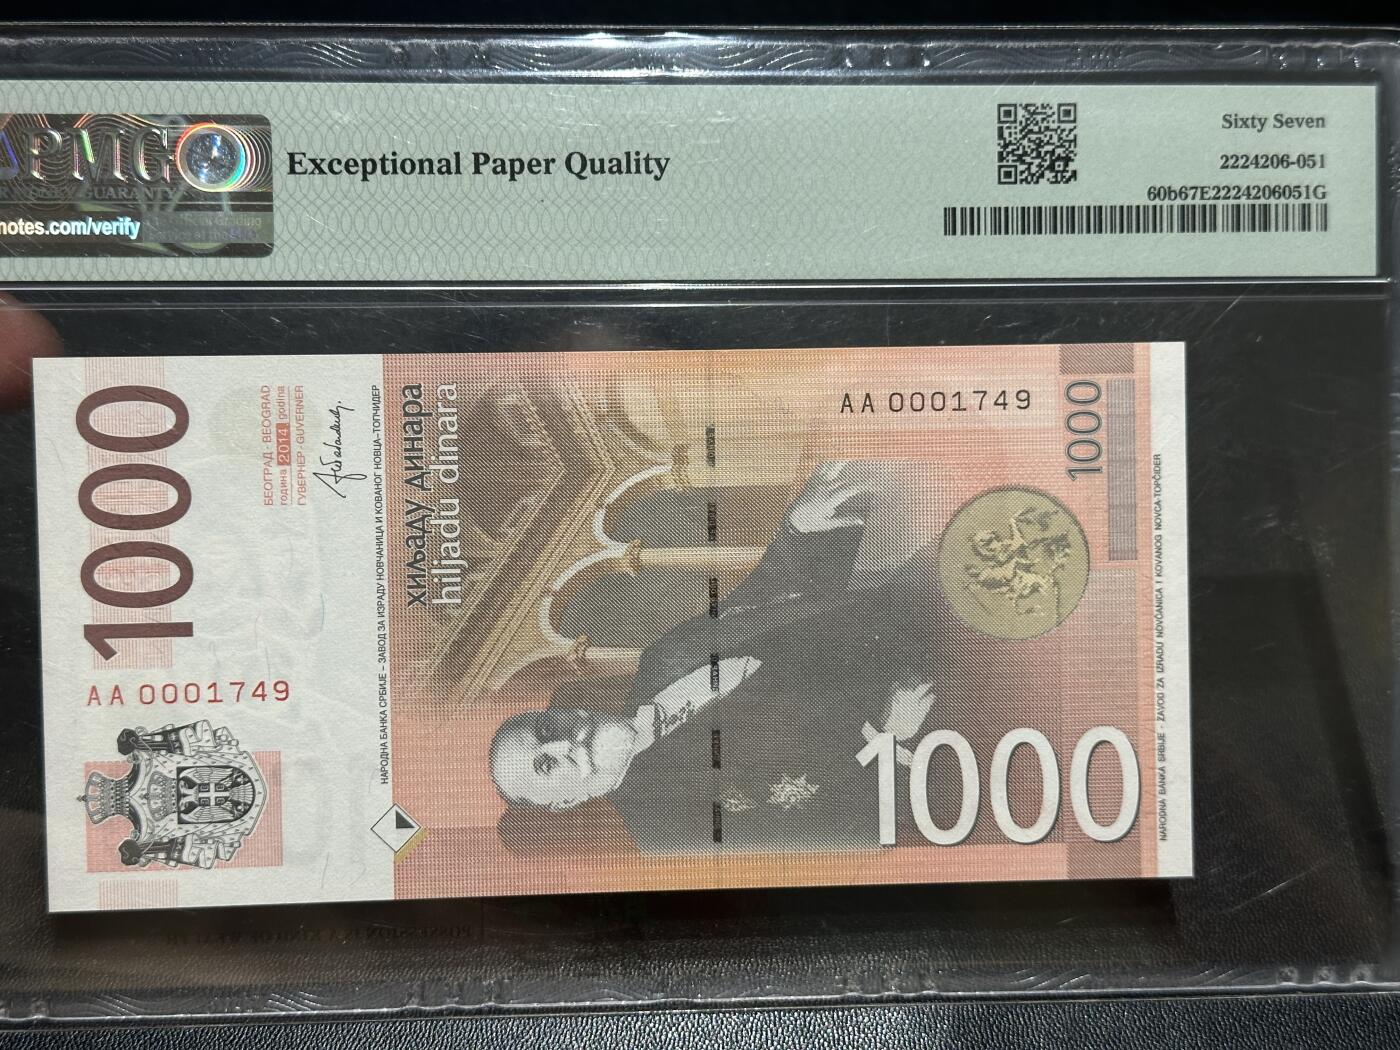 PMG
notes.com/verify
Exceptional Paper Quality
Sixty Seven
2224206-051
60b67E2224206051G
1000
БЕОГРАД - BEOGRAD
година 2014 godina
ГУВЕРНЕР - GUVERNER
НАРОДНА БАНКА СРБИЈЕ – ЗАВОД ЗА ИЗРАДУ НОВЧАНИЦА И КОВАНОГ НОВЦА–ТОПЧИДЕР
хиљаду динара
hiljadu dinara
AA 0001749
1000
AA 0001749
1000
NARODNA BANKA SRBIJE - ZAVOD ZA IZRADU NOVČANICA I KOVANOG NOVCA-TOPČIDER